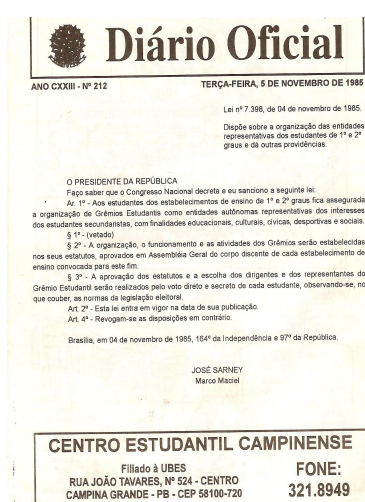 Diário Oficial
ANO CXXIII - Nº 212
TERÇA-FEIRA, 5 DE NOVEMBRO DE 1985
Lei nº 7.398, de 04 de novembro de 1985.
Dispõe sobre a organização das entidades
representativas dos estudantes de 1º e 2º
graus e dá outras providências.
O PRESIDENTE DA REPÚBLICA
Faço saber que o Congresso Nacional decreta e eu sanciono a seguinte lei:
Ar. 1º - Aos estudantes dos estabelecimentos de ensino de 1º e 2º graus fica assegurada
a organização de Grêmios Estudantis como entidades autônomas representativas dos interesses
dos estudantes secundaristas, com finalidades educacionais, culturais, cívicas, desportivas e sociais.
§ 1º - (vetado)
§ 2º - A organização, o funcionamento e as atividades dos Grêmios serão estabelecidas
nos seus estatutos, aprovados em Assembléia Geral do corpo discente de cada estabelecimento de
ensino convocada para este fim.
§ 3º - A aprovação dos estatutos e a escolha dos dirigentes e dos representantes do
Grêmio Estudantil serão realizados pelo voto direto e secreto de cada estudante, observando-se, no
que couber, as normas da legislação eleitoral.
Art. 2º - Esta lei entra em vigor na data de sua publicação.
Art. 4º - Revogam-se as disposições em contrário.
Brasília, em 04 de novembro de 1985, 164º da Independência e 97º da República.
JOSÉ SARNEY
Marco Maciel
CENTRO ESTUDANTIL CAMPINENSE
Filiado à UBES
RUA JOÃO TAVARES, Nº 524 - CENTRO
CAMPINA GRANDE - PB - CEP 58100-720
FONE:
321.8949